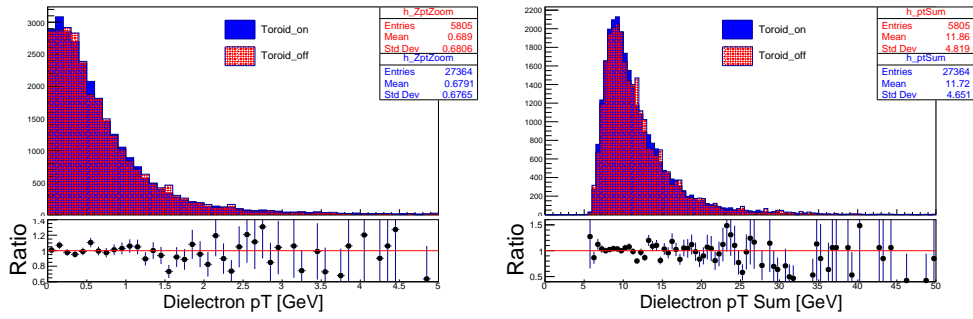 h_ZptZoom
Entries 5805
Mean 0.689
Std Dev 0.6806
h_ZptZoom
Entries 27364
Mean 0.6791
Std Dev 0.6765
Toroid_on
Toroid_off
3000
2500
2000
1500
1000
500
0
1.4
1.2
1
0.8
0.6
Ratio
0 0.5 1 1.5 2 2.5 3 3.5 4 4.5 5
Dielectron pT [GeV]
h_ptSum
Entries 5805
Mean 11.86
Std Dev 4.819
h_ptSum
Entries 27364
Mean 11.72
Std Dev 4.651
Toroid_on
Toroid_off
2200
2000
1800
1600
1400
1200
1000
800
600
400
200
0
1.5
1
0.5
Ratio
0 5 10 15 20 25 30 35 40 45 50
Dielectron pT Sum [GeV]